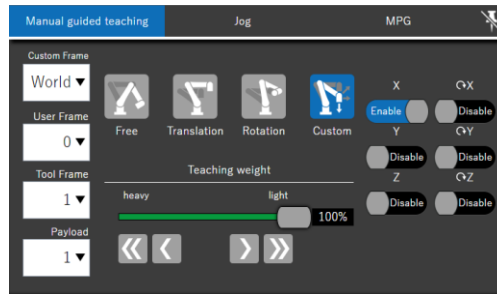 Manual guided teaching
Jog
MPG
Custom Frame
World ▼
User Frame
0 ▼
Tool Frame
1 ▼
Payload
1 ▼
Free
Translation
Rotation
Custom
Teaching weight
heavy
light
100%
X
↷X
Enable
Disable
Y
↷Y
Disable
Disable
Z
↷Z
Disable
Disable